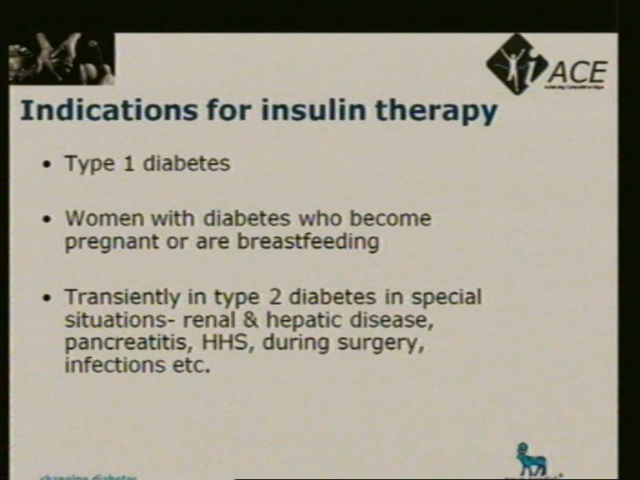 iACE
Indications for insulin therapy
• Type 1 diabetes
• Women with diabetes who become
pregnant or are breastfeeding
• Transiently in type 2 diabetes in special
situations- renal & hepatic disease,
pancreatitis, HHS, during surgery,
infections etc.
changing diabetes